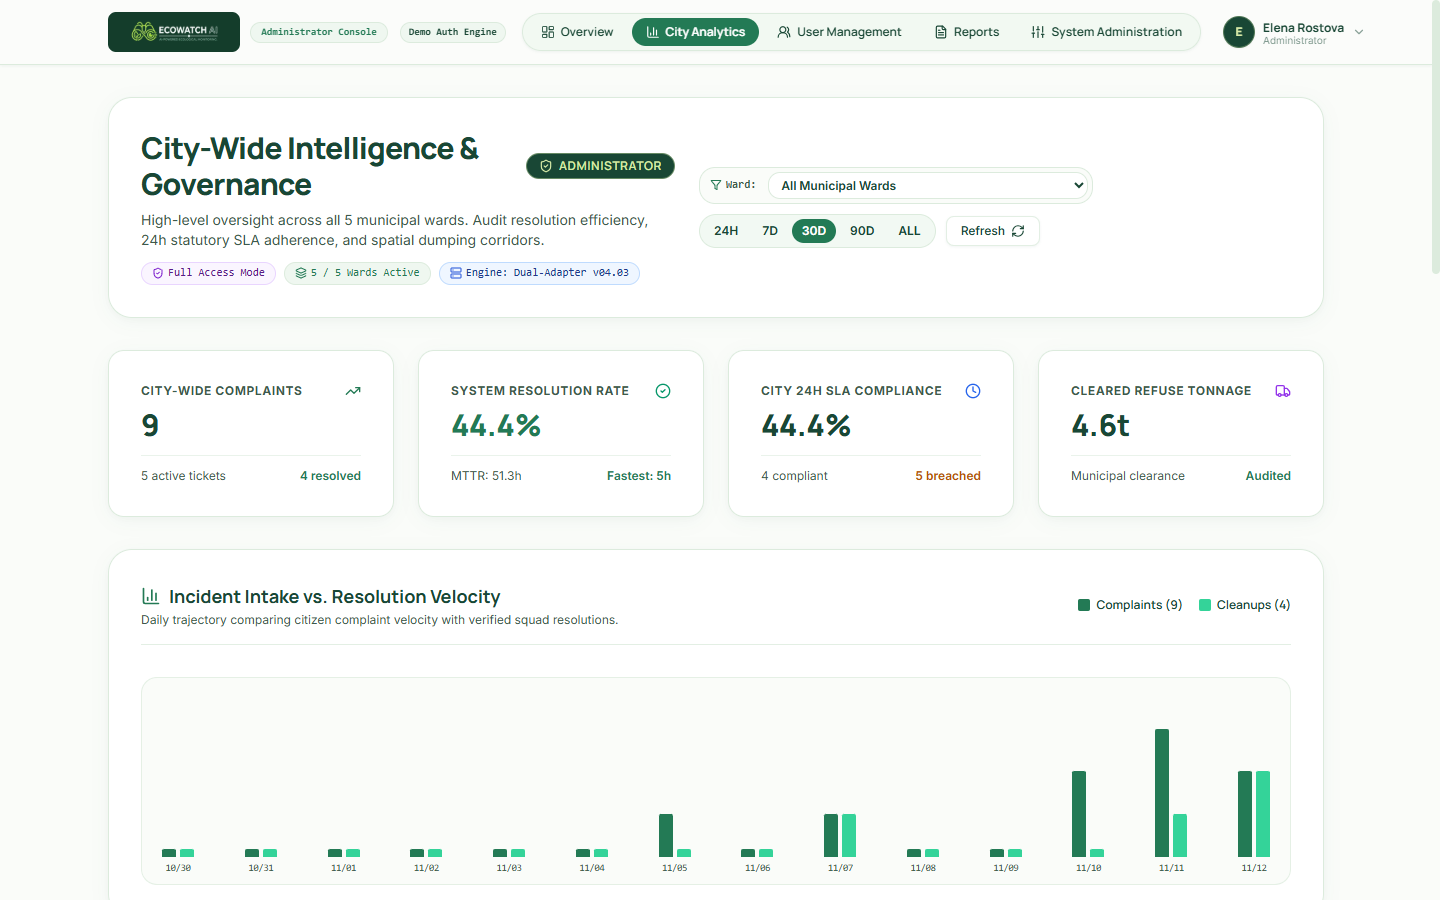 ECOWATCH AI
Administrator Console
Demo Auth Engine
Overview
City Analytics
User Management
Reports
System Administration
E
Elena Rostova
Administrator
City-Wide Intelligence &
Governance
ADMINISTRATOR
High-level oversight across all 5 municipal wards. Audit resolution efficiency,
24h statutory SLA adherence, and spatial dumping corridors.
Full Access Mode
5 / 5 Wards Active
Engine: Dual-Adapter v04.03
Ward:
All Municipal Wards
24H
7D
30D
90D
ALL
Refresh
CITY-WIDE COMPLAINTS
9
5 active tickets
4 resolved
SYSTEM RESOLUTION RATE
44.4%
MTTR: 51.3h
Fastest: 5h
CITY 24H SLA COMPLIANCE
44.4%
4 compliant
5 breached
CLEARED REFUSE TONNAGE
4.6t
Municipal clearance
Audited
Incident Intake vs. Resolution Velocity
Daily trajectory comparing citizen complaint velocity with verified squad resolutions.
Complaints (9)
Cleanups (4)
10/30
10/31
11/01
11/02
11/03
11/04
11/05
11/06
11/07
11/08
11/09
11/10
11/11
11/12